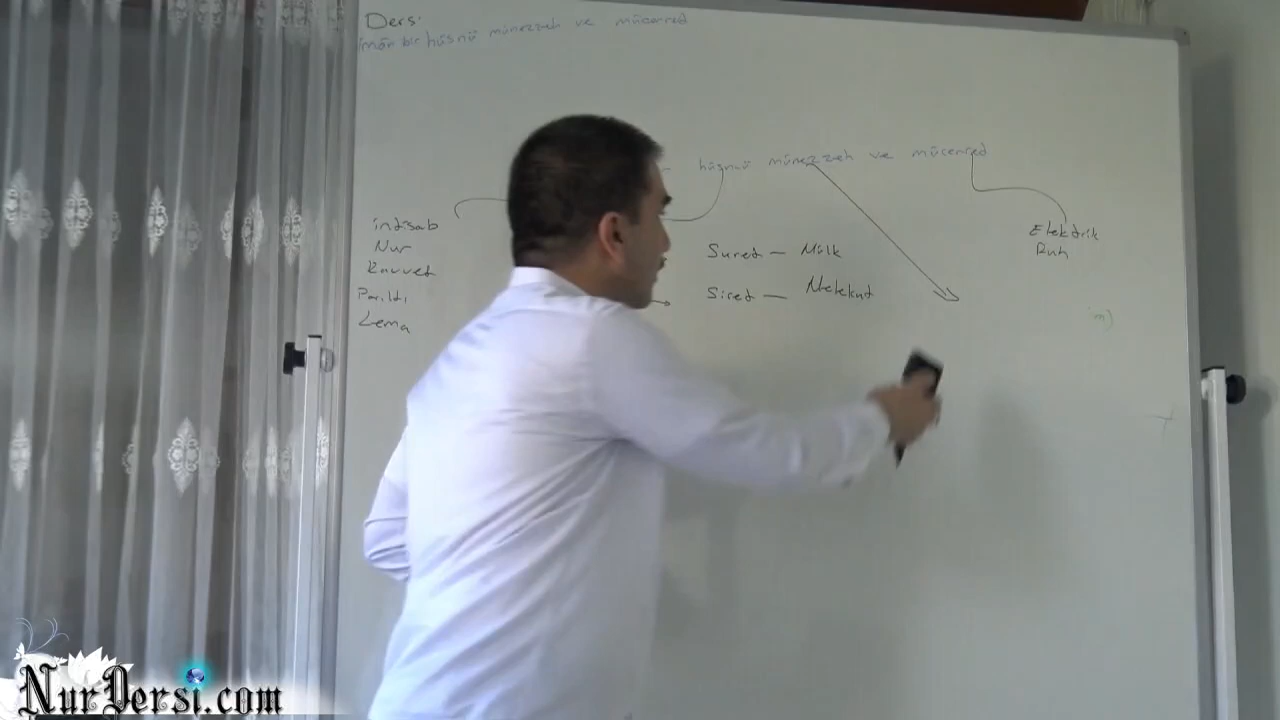 Ders:
iman bir hüsnü münezzeh ve mücerred
hüsnü münezzeh ve mücerred
intisab
Nur
Kuvvet
Parıltı
Lema
Suret — Mülk
Siret — Melekut
Elektrik
Ruh
NurDersi.com